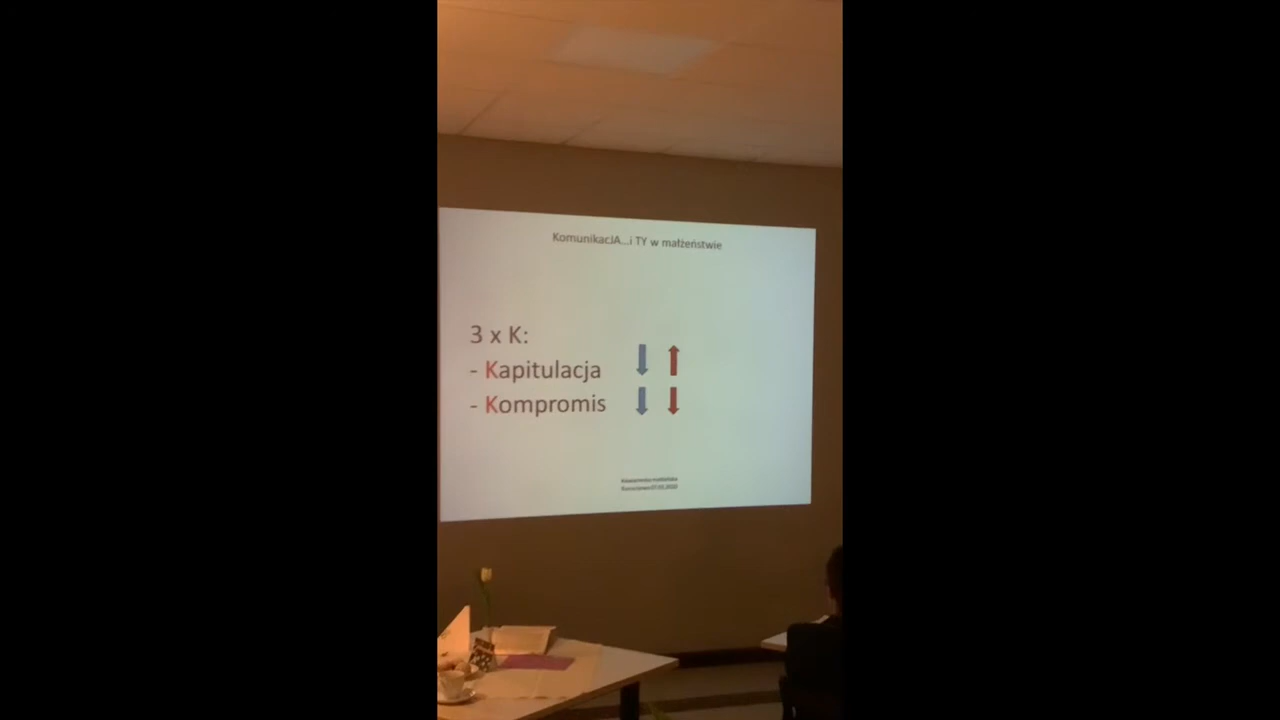 KomunikacJA...i TY w małżeństwie
3 x K:
- Kapitulacja
- Kompromis